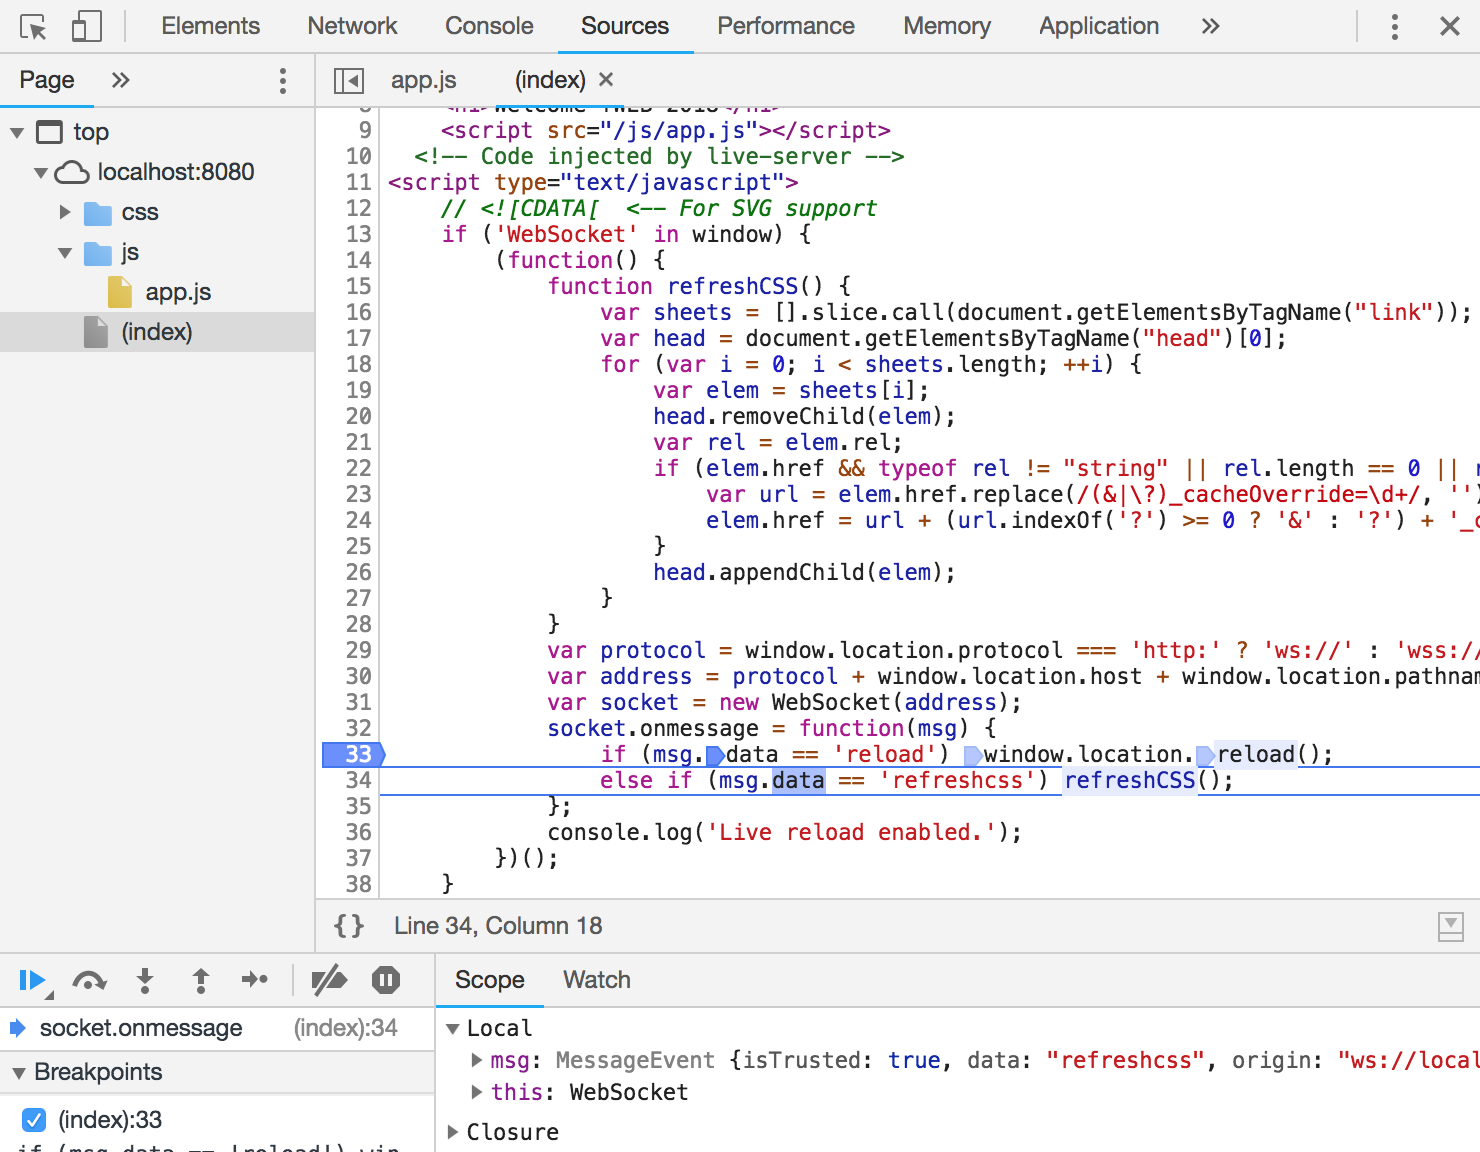 Elements Network Console Sources Performance Memory Application »
Page » app.js (index) ×
top
localhost:8080
css
js
app.js
(index)
9 <script src="/js/app.js"></script>
10 <!-- Code injected by live-server -->
11 <script type="text/javascript">
12 // <![CDATA[ <-- For SVG support
13 if ('WebSocket' in window) {
14 (function() {
15 function refreshCSS() {
16 var sheets = [].slice.call(document.getElementsByTagName("link"));
17 var head = document.getElementsByTagName("head")[0];
18 for (var i = 0; i < sheets.length; ++i) {
19 var elem = sheets[i];
20 head.removeChild(elem);
21 var rel = elem.rel;
22 if (elem.href && typeof rel != "string" || rel.length == 0 || r
23 var url = elem.href.replace(/(&|\?)_cacheOverride=\d+/, '')
24 elem.href = url + (url.indexOf('?') >= 0 ? '&' : '?') + '_c
25 }
26 head.appendChild(elem);
27 }
28 }
29 var protocol = window.location.protocol === 'http:' ? 'ws://' : 'wss://
30 var address = protocol + window.location.host + window.location.pathnam
31 var socket = new WebSocket(address);
32 socket.onmessage = function(msg) {
33 if (msg.data == 'reload') window.location.reload();
34 else if (msg.data == 'refreshcss') refreshCSS();
35 };
36 console.log('Live reload enabled.');
37 })();
38 }
{} Line 34, Column 18
Scope Watch
socket.onmessage (index):34
Breakpoints
(index):33
if (msg.data == 'reload') win
Local
msg: MessageEvent {isTrusted: true, data: "refreshcss", origin: "ws://local
this: WebSocket
Closure